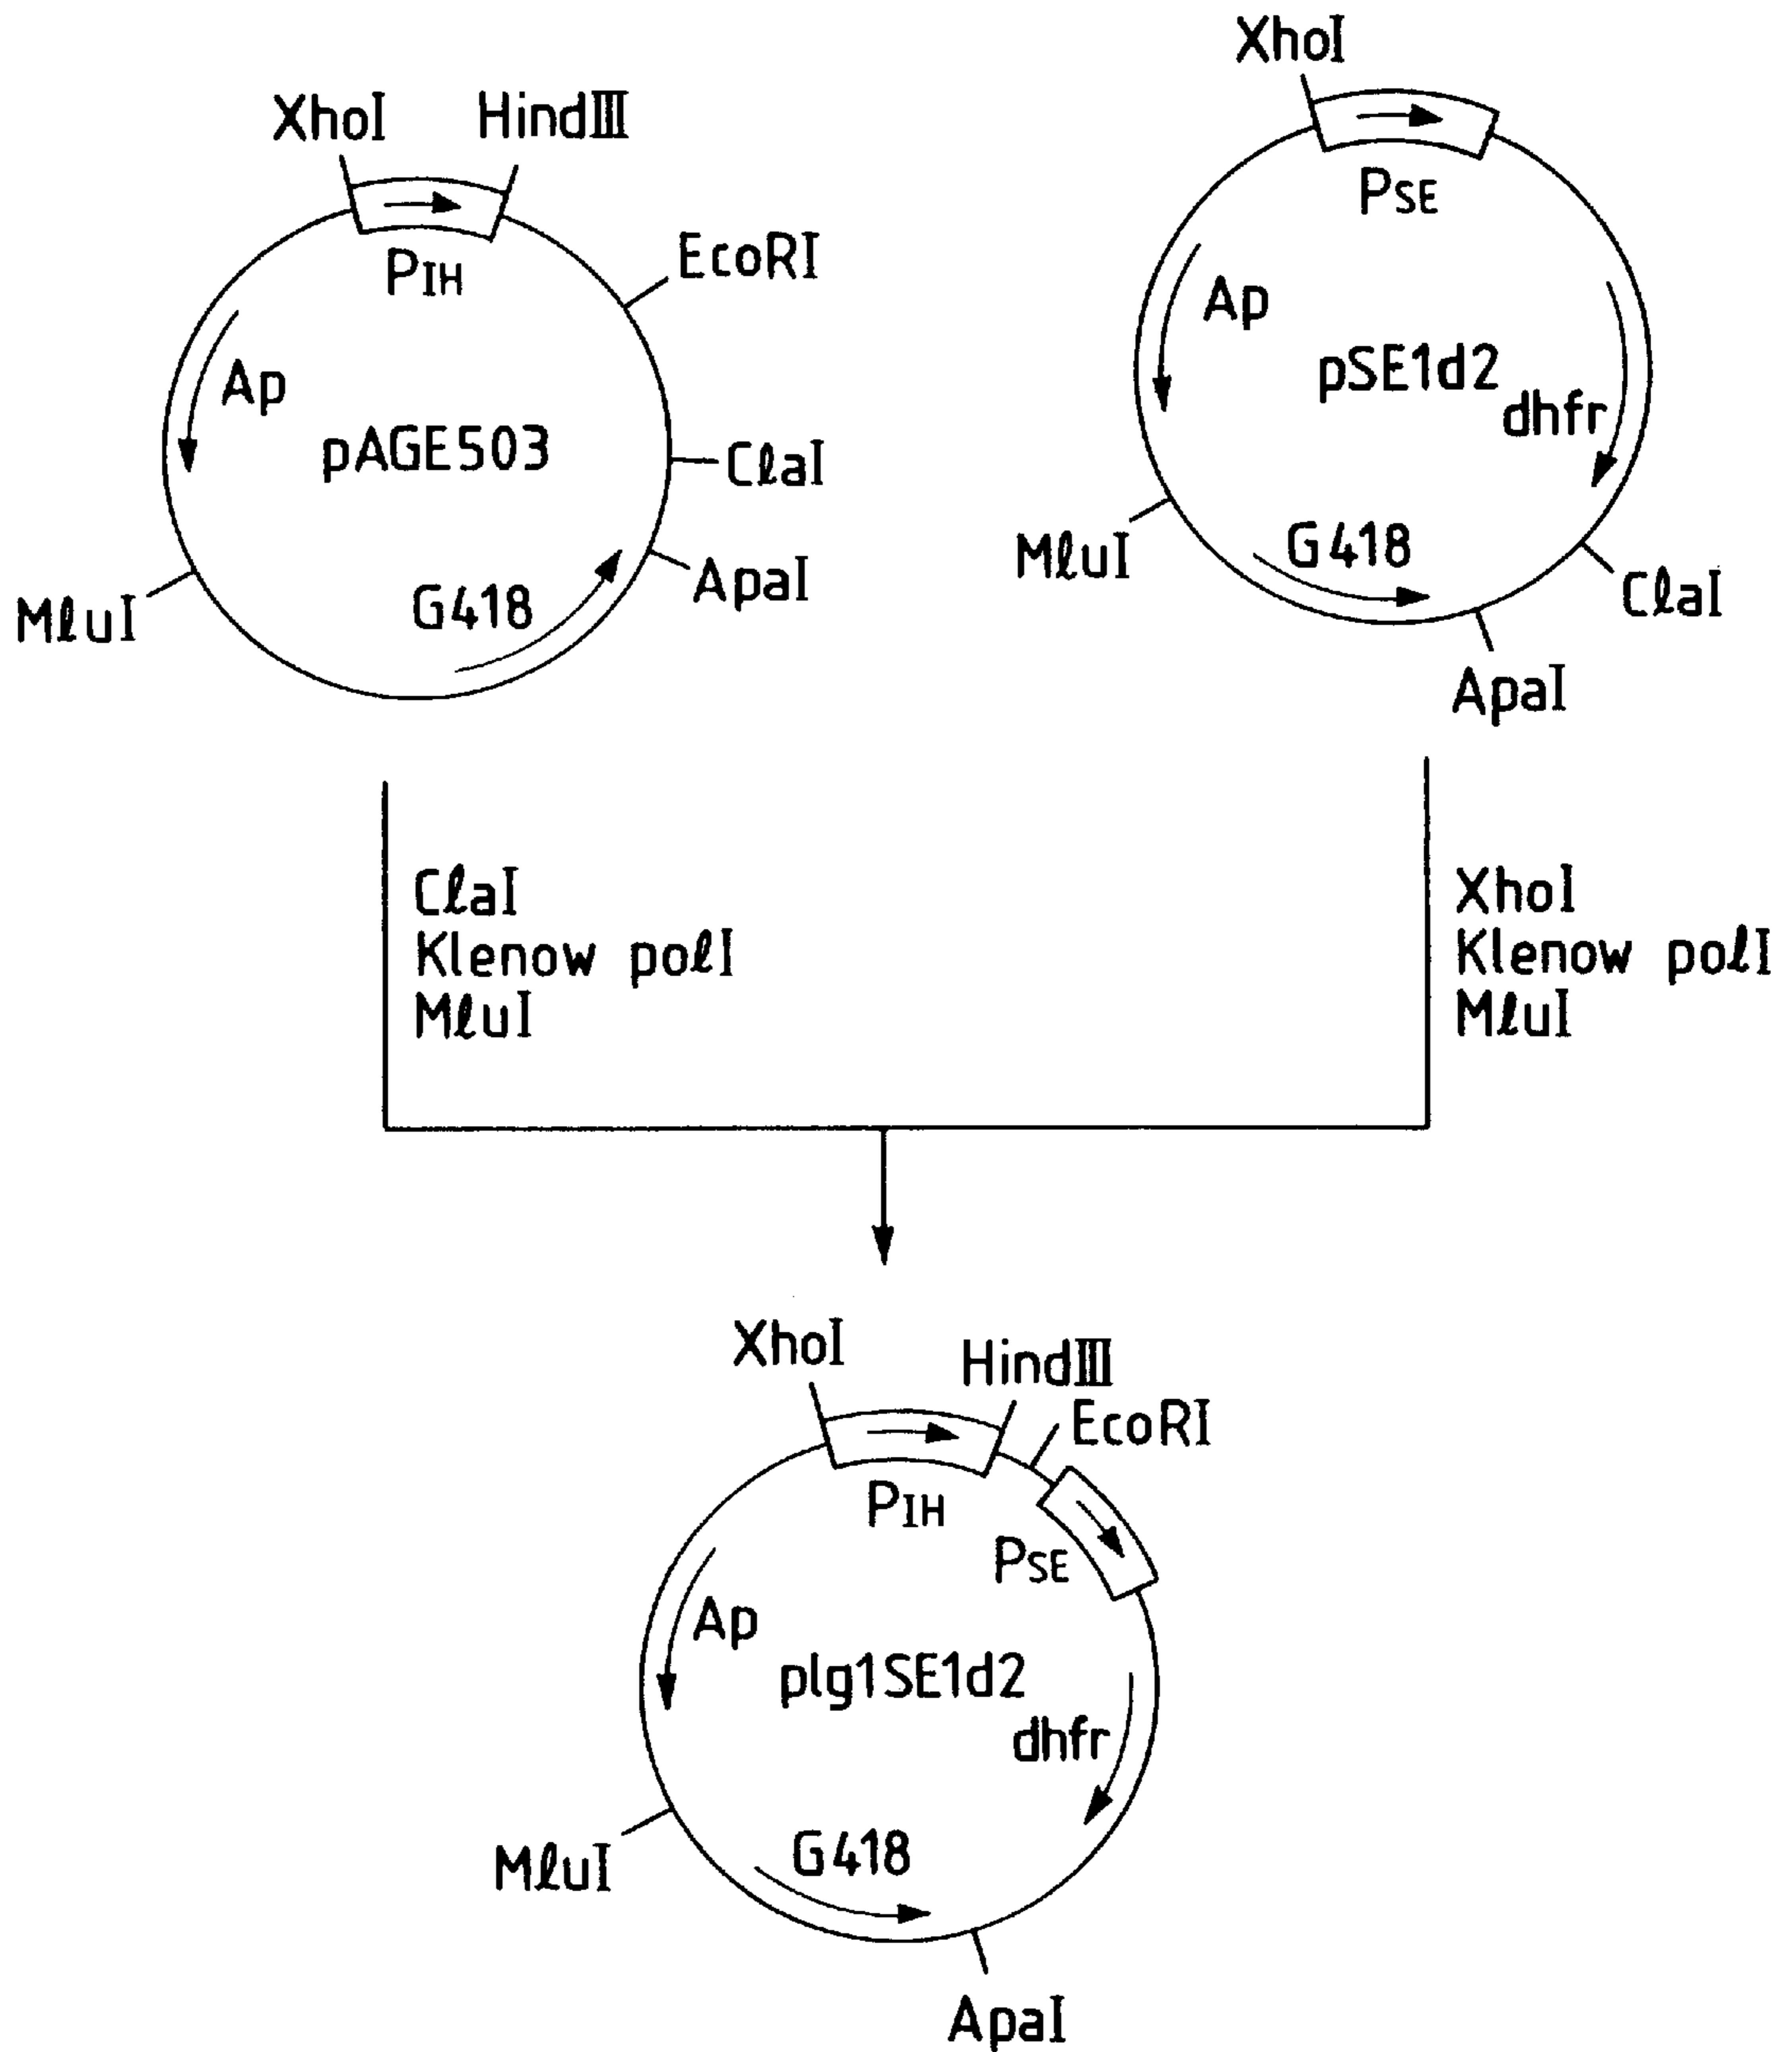 XhoI
HindIII
PIH
EcoRI
Ap
pAGE503
ClaI
ApaI
G418
MluI
XhoI
PSE
Ap
pSE1d2
dhfr
MluI
G418
ClaI
ApaI
ClaI
Klenow polI
MluI
XhoI
Klenow polI
MluI
XhoI
HindIII
EcoRI
PIH
PSE
Ap
pIg1SE1d2
dhfr
MluI
G418
ApaI